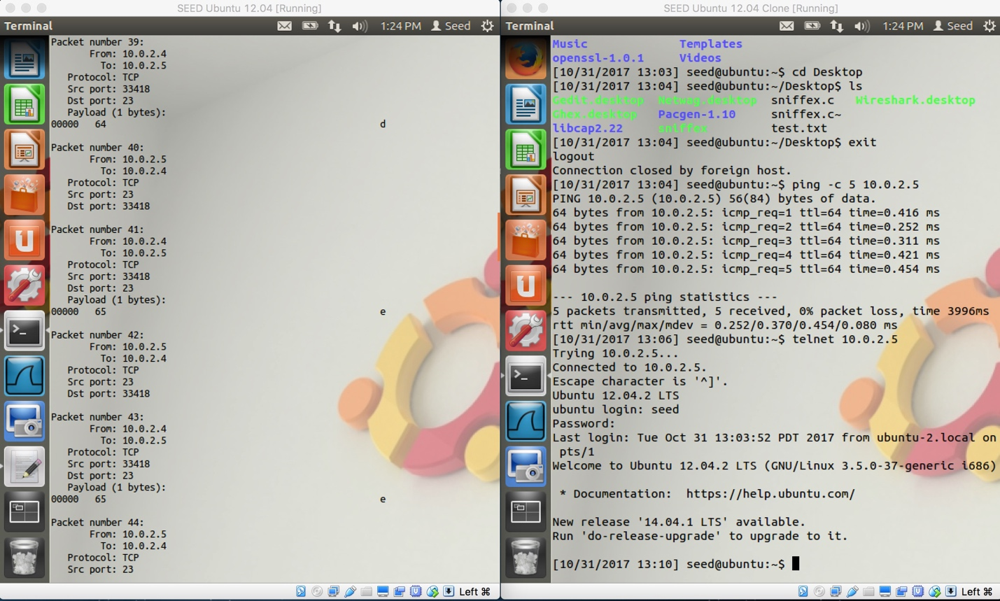 SEED Ubuntu 12.04 [Running]
Terminal
1:24 PM Seed
Packet number 39:
From: 10.0.2.4
To: 10.0.2.5
Protocol: TCP
Src port: 33418
Dst port: 23
Payload (1 bytes):
00000 64 d
Packet number 40:
From: 10.0.2.5
To: 10.0.2.4
Protocol: TCP
Src port: 23
Dst port: 33418
Packet number 41:
From: 10.0.2.4
To: 10.0.2.5
Protocol: TCP
Src port: 33418
Dst port: 23
Payload (1 bytes):
00000 65 e
Packet number 42:
From: 10.0.2.5
To: 10.0.2.4
Protocol: TCP
Src port: 23
Dst port: 33418
Packet number 43:
From: 10.0.2.4
To: 10.0.2.5
Protocol: TCP
Src port: 33418
Dst port: 23
Payload (1 bytes):
00000 65 e
Packet number 44:
From: 10.0.2.5
To: 10.0.2.4
Protocol: TCP
Src port: 23
Left ⌘
SEED Ubuntu 12.04 Clone [Running]
Terminal
1:24 PM Seed
Music Templates
openssl-1.0.1 Videos
[10/31/2017 13:03] seed@ubuntu:~$ cd Desktop
[10/31/2017 13:04] seed@ubuntu:~/Desktop$ ls
Gedit.desktop Netwag.desktop sniffex.c Wireshark.desktop
Ghex.desktop Pacgen-1.10 sniffex.c~
libcap2.22 sniffex test.txt
[10/31/2017 13:04] seed@ubuntu:~/Desktop$ exit
logout
Connection closed by foreign host.
[10/31/2017 13:04] seed@ubuntu:~$ ping -c 5 10.0.2.5
PING 10.0.2.5 (10.0.2.5) 56(84) bytes of data.
64 bytes from 10.0.2.5: icmp_req=1 ttl=64 time=0.416 ms
64 bytes from 10.0.2.5: icmp_req=2 ttl=64 time=0.252 ms
64 bytes from 10.0.2.5: icmp_req=3 ttl=64 time=0.311 ms
64 bytes from 10.0.2.5: icmp_req=4 ttl=64 time=0.421 ms
64 bytes from 10.0.2.5: icmp_req=5 ttl=64 time=0.454 ms
--- 10.0.2.5 ping statistics ---
5 packets transmitted, 5 received, 0% packet loss, time 3996ms
rtt min/avg/max/mdev = 0.252/0.370/0.454/0.080 ms
[10/31/2017 13:06] seed@ubuntu:~$ telnet 10.0.2.5
Trying 10.0.2.5...
Connected to 10.0.2.5.
Escape character is '^]'.
Ubuntu 12.04.2 LTS
ubuntu login: seed
Password:
Last login: Tue Oct 31 13:03:52 PDT 2017 from ubuntu-2.local on
pts/1
Welcome to Ubuntu 12.04.2 LTS (GNU/Linux 3.5.0-37-generic i686)
* Documentation: https://help.ubuntu.com/
New release '14.04.1 LTS' available.
Run 'do-release-upgrade' to upgrade to it.
[10/31/2017 13:10] seed@ubuntu:~$
Left ⌘